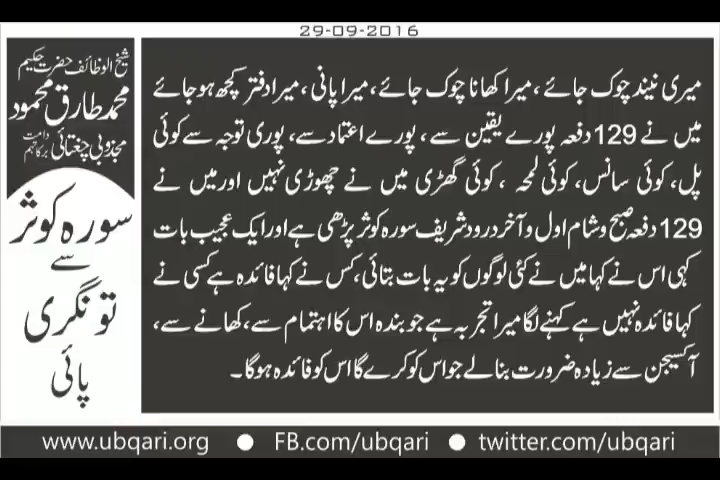 29-09-2016
شیخ الوظائف حضرت حکیم
محمد طارق محمود
مجذوبی چغتائی دامت برکاتہم
سورہ کوثر
سے
تونگری
پائی
میری نیند چوک جائے، میرا کھانا چوک جائے، میرا پانی، میرا دفتر کچھ ہوجائے
میں نے 129 دفعہ پورے یقین سے، پورے اعتماد سے، پوری توجہ سے کوئی
پل، کوئی سانس، کوئی لمحہ، کوئی گھڑی میں نے چھوڑی نہیں اور میں نے
129 دفعہ صبح و شام اول و آخر درود شریف سورہ کوثر پڑھی ہے اور ایک عجیب بات
کہی اس نے کہا میں نے کئی لوگوں کو یہ بات بتائی، کس نے کہا فائدہ ہے کسی نے
کہا فائدہ نہیں ہے کہنے لگا میرا تجربہ ہے جو بندہ اس کا اہتمام سے، کھانے سے،
آکسیجن سے زیادہ ضرورت بنالے جو اس کو کرے گا اس کو فائدہ ہوگا۔
www.ubqari.org ● FB.com/ubqari ● twitter.com/ubqari